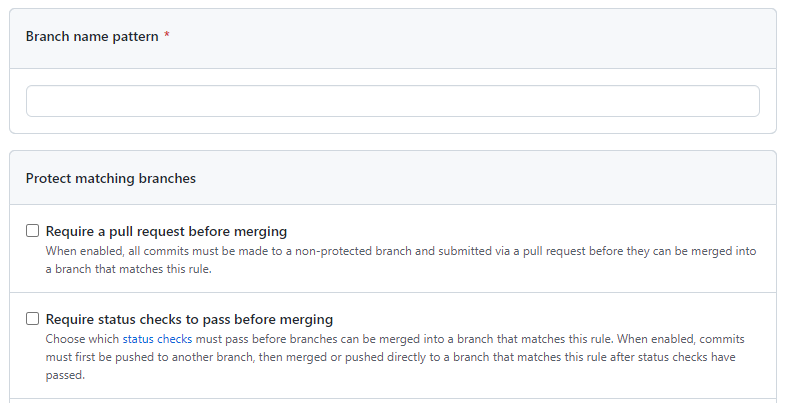 Branch name pattern *
Protect matching branches
Require a pull request before merging
When enabled, all commits must be made to a non-protected branch and submitted via a pull request before they can be merged into
a branch that matches this rule.
Require status checks to pass before merging
Choose which status checks must pass before branches can be merged into a branch that matches this rule. When enabled, commits
must first be pushed to another branch, then merged or pushed directly to a branch that matches this rule after status checks have
passed.